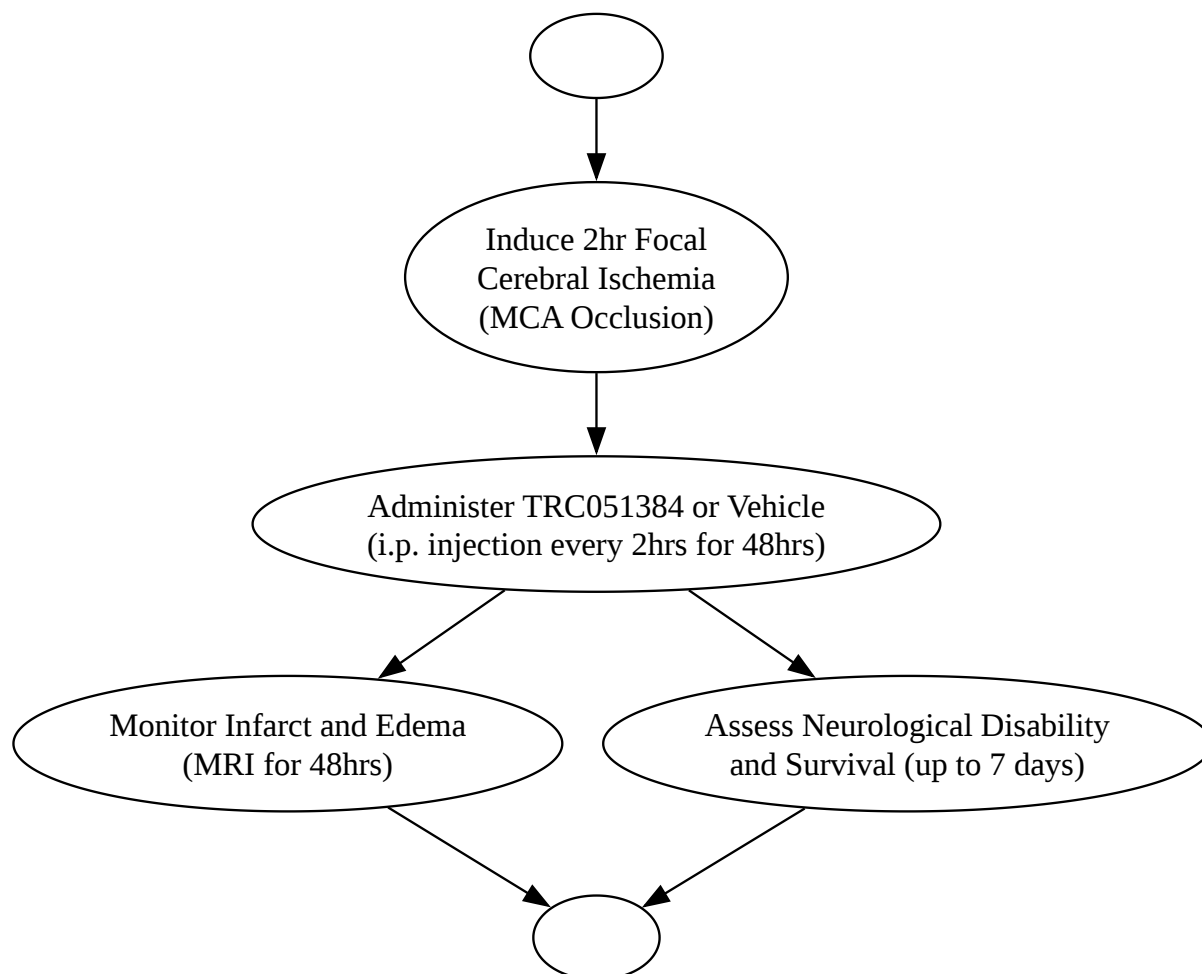 Induce 2hr Focal
Cerebral Ischemia
(MCA Occlusion)
Administer TRC051384 or Vehicle
(i.p. injection every 2hrs for 48hrs)
Monitor Infarct and Edema
(MRI for 48hrs)
Assess Neurological Disability
and Survival (up to 7 days)